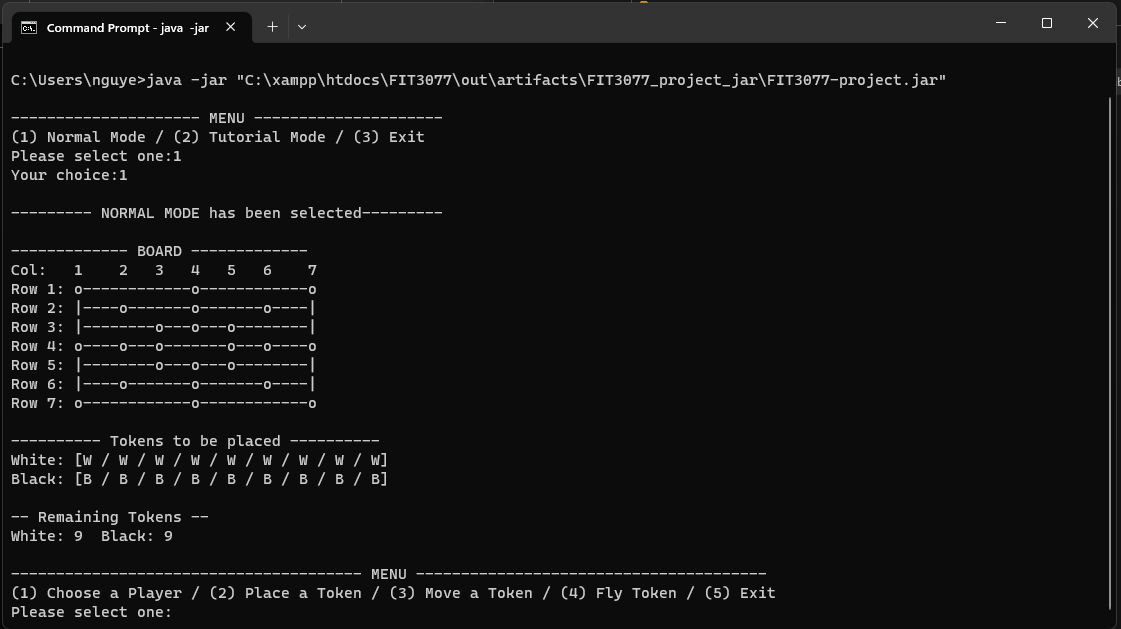 Command Prompt - java -jar
C:\Users\nguye>java -jar "C:\xampp\htdocs\FIT3077\out\artifacts\FIT3077_project_jar\FIT3077-project.jar"
--------------------- MENU ---------------------
(1) Normal Mode / (2) Tutorial Mode / (3) Exit
Please select one:1
Your choice:1
--------- NORMAL MODE has been selected---------
------------- BOARD -------------
Col:   1    2   3   4   5   6    7
Row 1: o------------o------------o
Row 2: |----o-------o-------o----|
Row 3: |--------o---o---o--------|
Row 4: o----o---o-------o---o----o
Row 5: |--------o---o---o--------|
Row 6: |----o-------o-------o----|
Row 7: o------------o------------o
---------- Tokens to be placed ----------
White: [W / W / W / W / W / W / W / W / W]
Black: [B / B / B / B / B / B / B / B / B]
-- Remaining Tokens --
White: 9  Black: 9
--------------------------------------- MENU ---------------------------------------
(1) Choose a Player / (2) Place a Token / (3) Move a Token / (4) Fly Token / (5) Exit
Please select one: